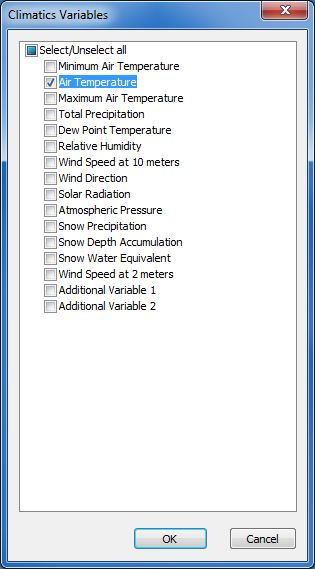 Climatics Variables
Select/Unselect all
Minimum Air Temperature
Air Temperature
Maximum Air Temperature
Total Precipitation
Dew Point Temperature
Relative Humidity
Wind Speed at 10 meters
Wind Direction
Solar Radiation
Atmospheric Pressure
Snow Precipitation
Snow Depth Accumulation
Snow Water Equivalent
Wind Speed at 2 meters
Additional Variable 1
Additional Variable 2
OK Cancel